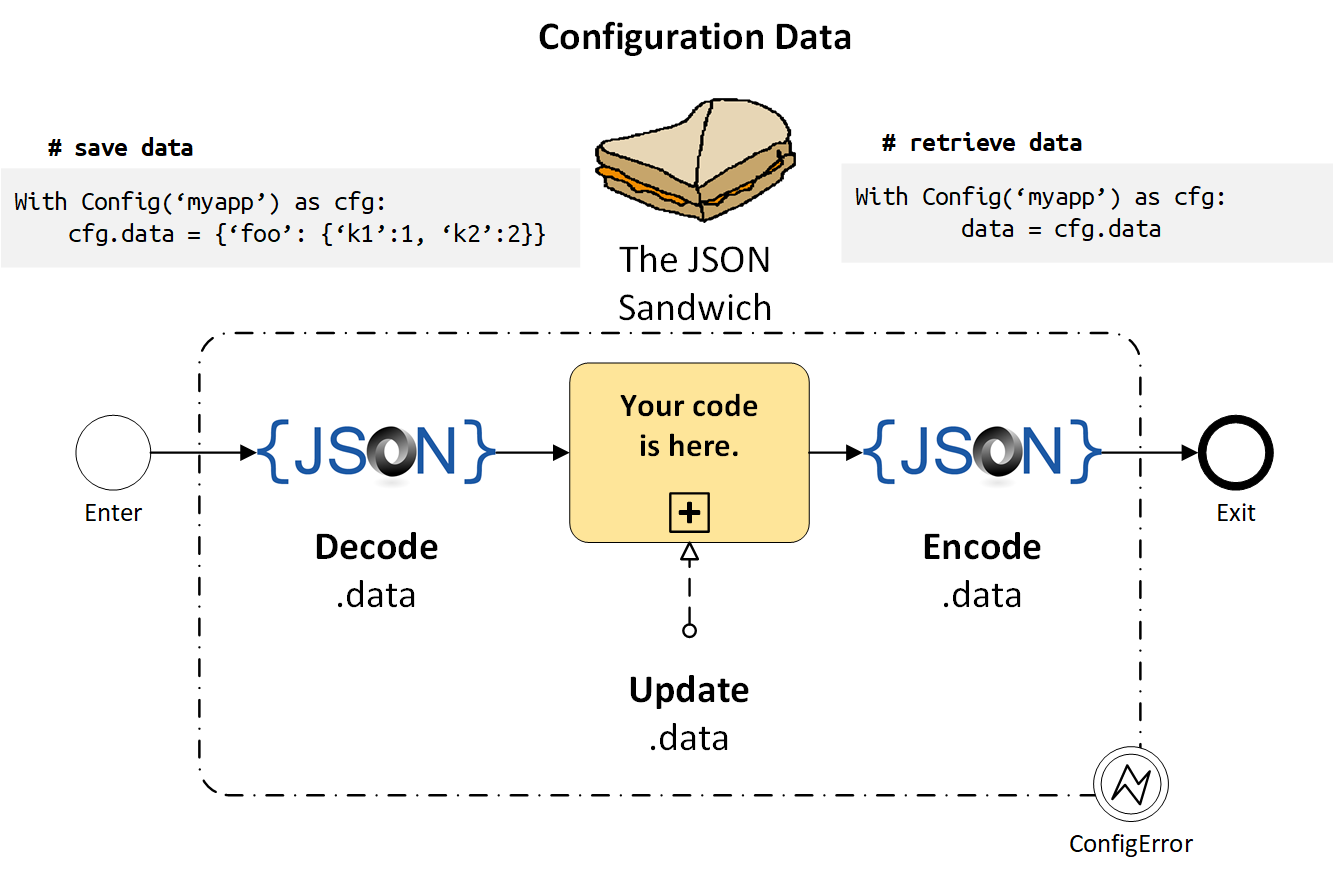 Configuration Data
# save data
With Config(‘myapp’) as cfg:
cfg.data = {‘foo’: {‘k1’:1, ‘k2’:2}}
# retrieve data
With Config(‘myapp’) as cfg:
data = cfg.data
The JSON
Sandwich
Enter
{JSON}
Decode
.data
Your code
is here.
Update
.data
{JSON}
Encode
.data
Exit
ConfigError